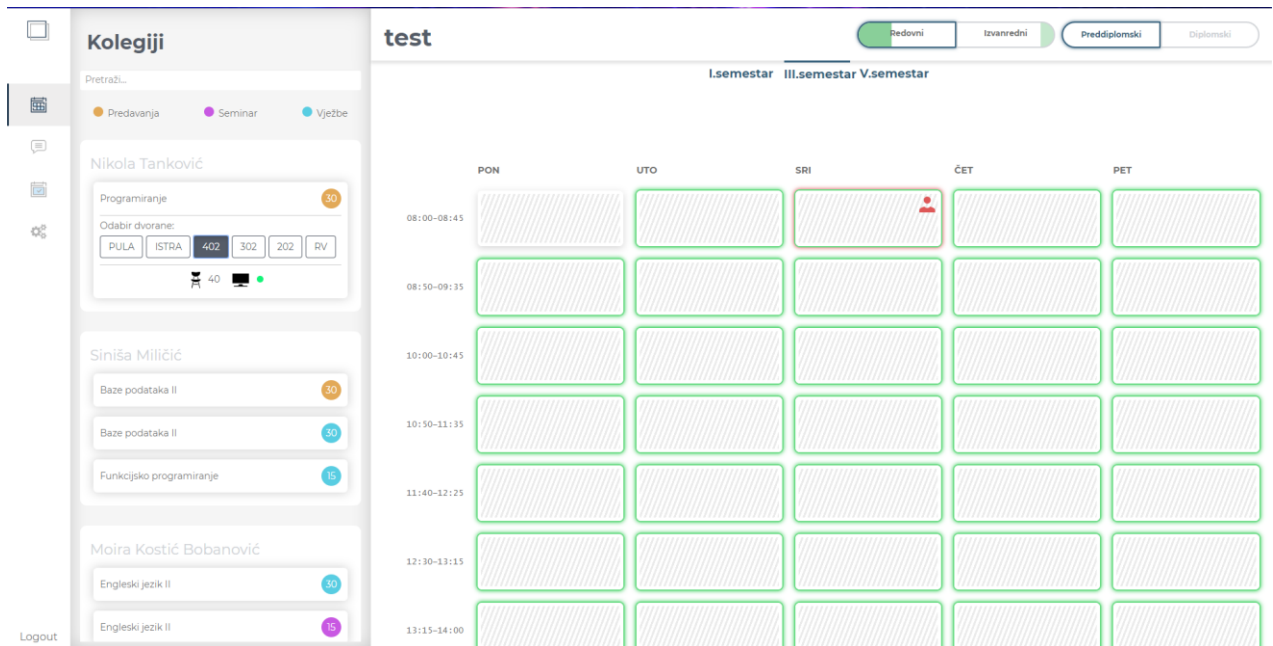 Kolegiji
Pretraži...
Predavanja Seminar Vježbe
Nikola Tanković
Programiranje 30
Odabir dvorane:
PULA ISTRA 402 302 202 RV
40
Siniša Miličić
Baze podataka II 30
Baze podataka II 30
Funkcijsko programiranje 15
Moira Kostić Bobanović
Engleski jezik II 30
Engleski jezik II 15
Logout
test
Redovni Izvanredni Preddiplomski Diplomski
I.semestar III.semestar V.semestar
PON UTO SRI ČET PET
08:00-08:45
08:50-09:35
10:00-10:45
10:50-11:35
11:40-12:25
12:30-13:15
13:15-14:00